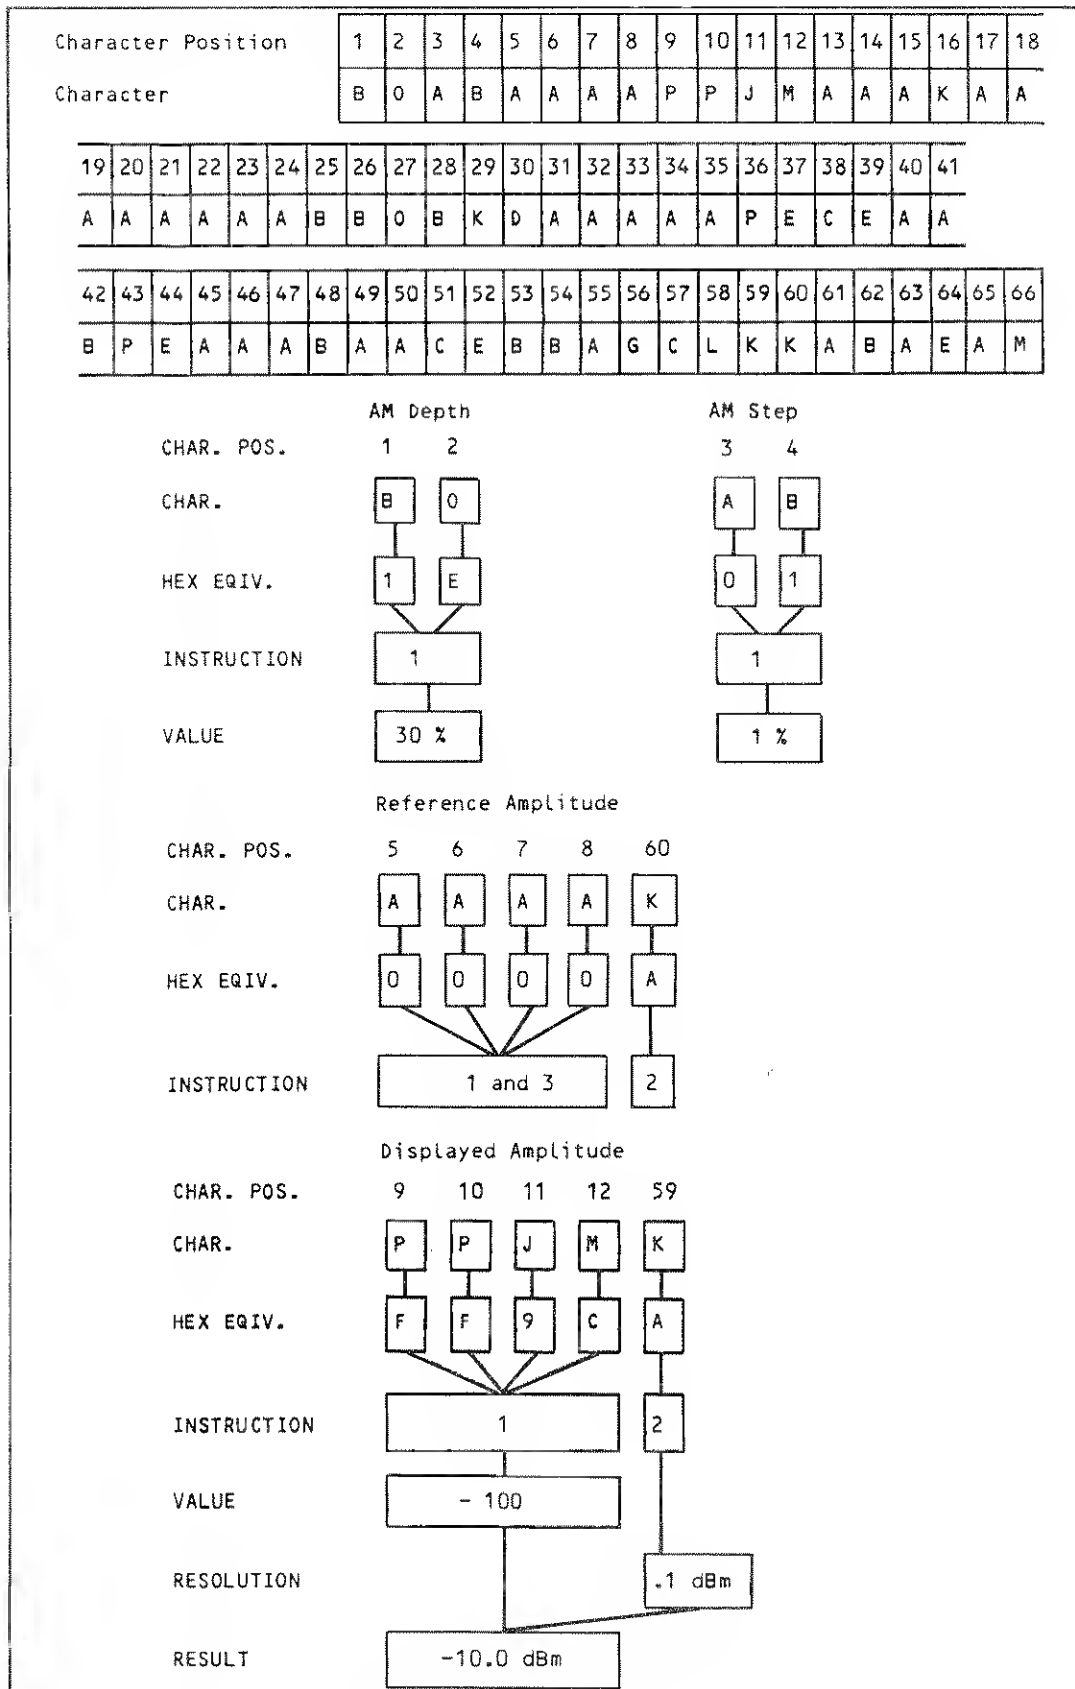 Character Position 1 2 3 4 5 6 7 8 9 10 11 12 13 14 15 16 17 18
Character B O A B A A A A P P J M A A A K A A
19 20 21 22 23 24 25 26 27 28 29 30 31 32 33 34 35 36 37 38 39 40 41
A A A A A A B B O B K D A A A A A P E C E A A
42 43 44 45 46 47 48 49 50 51 52 53 54 55 56 57 58 59 60 61 62 63 64 65 66
B P E A A A B A A C E B B A G C L K K A B A E A M
AM Depth AM Step
CHAR. POS. 1 2 3 4
CHAR. B O A B
HEX EQIV. 1 E 0 1
INSTRUCTION 1 1
VALUE 30 % 1 %
Reference Amplitude
CHAR. POS. 5 6 7 8 60
CHAR. A A A A K
HEX EQIV. 0 0 0 0 A
INSTRUCTION 1 and 3 2
Displayed Amplitude
CHAR. POS. 9 10 11 12 59
CHAR. P P J M K
HEX EQIV. F F 9 C A
INSTRUCTION 1 2
VALUE - 100
RESOLUTION .1 dBm
RESULT -10.0 dBm